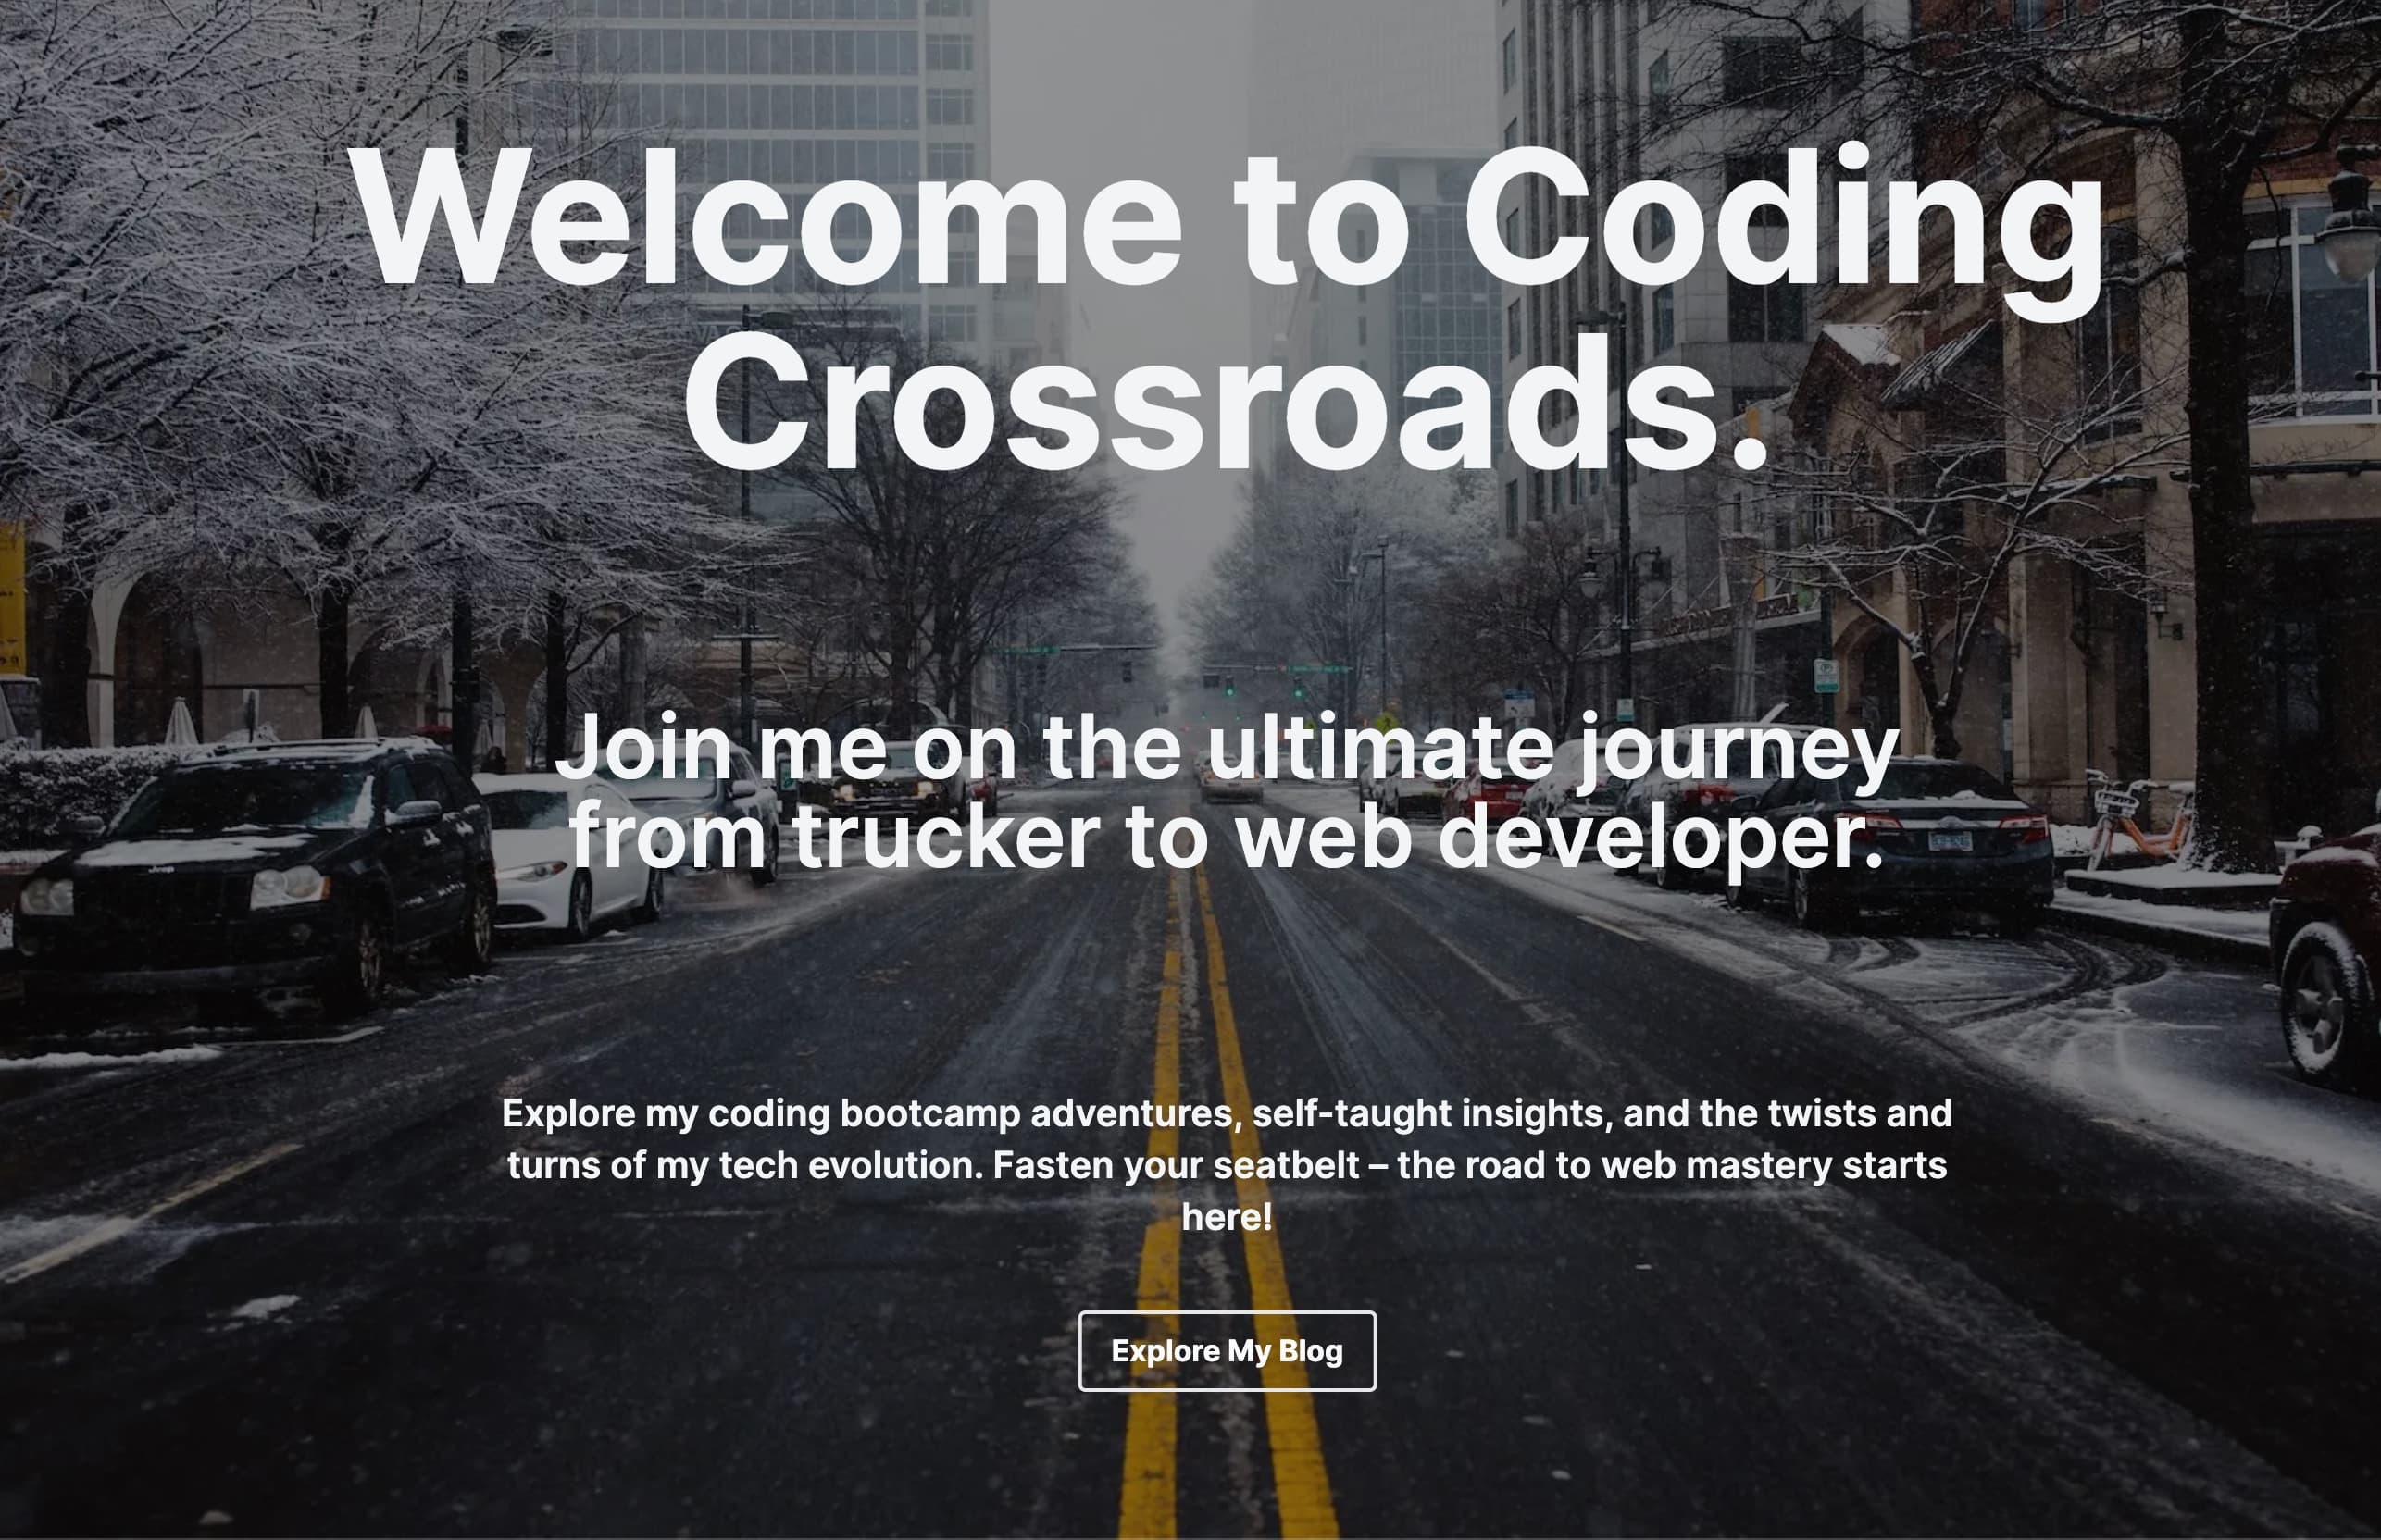 Welcome to Coding
Crossroads.
Join me on the ultimate journey
from trucker to web developer.
Explore my coding bootcamp adventures, self-taught insights, and the twists and
turns of my tech evolution. Fasten your seatbelt – the road to web mastery starts
here!
Explore My Blog